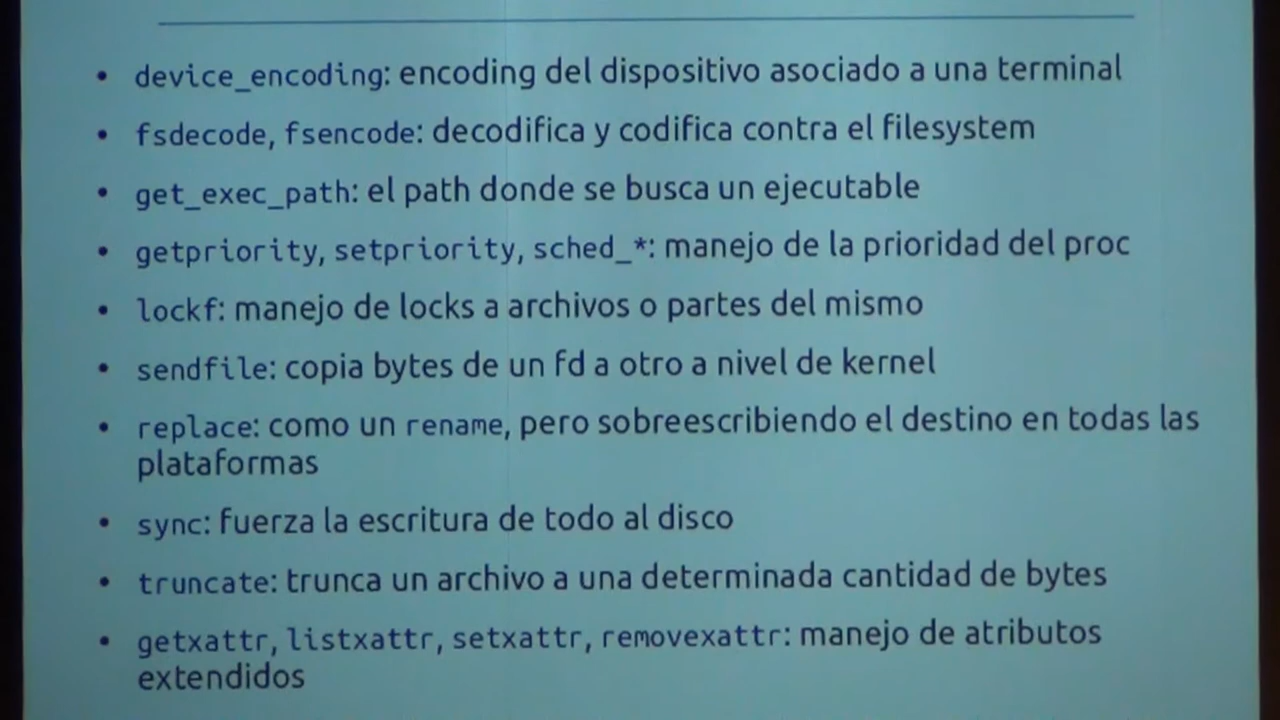 • device_encoding: encoding del dispositivo asociado a una terminal
• fsdecode, fsencode: decodifica y codifica contra el filesystem
• get_exec_path: el path donde se busca un ejecutable
• getpriority, setpriority, sched_*: manejo de la prioridad del proc
• lockf: manejo de locks a archivos o partes del mismo
• sendfile: copia bytes de un fd a otro a nivel de kernel
• replace: como un rename, pero sobreescribiendo el destino en todas las
plataformas
• sync: fuerza la escritura de todo al disco
• truncate: trunca un archivo a una determinada cantidad de bytes
• getxattr, listxattr, setxattr, removexattr: manejo de atributos
extendidos